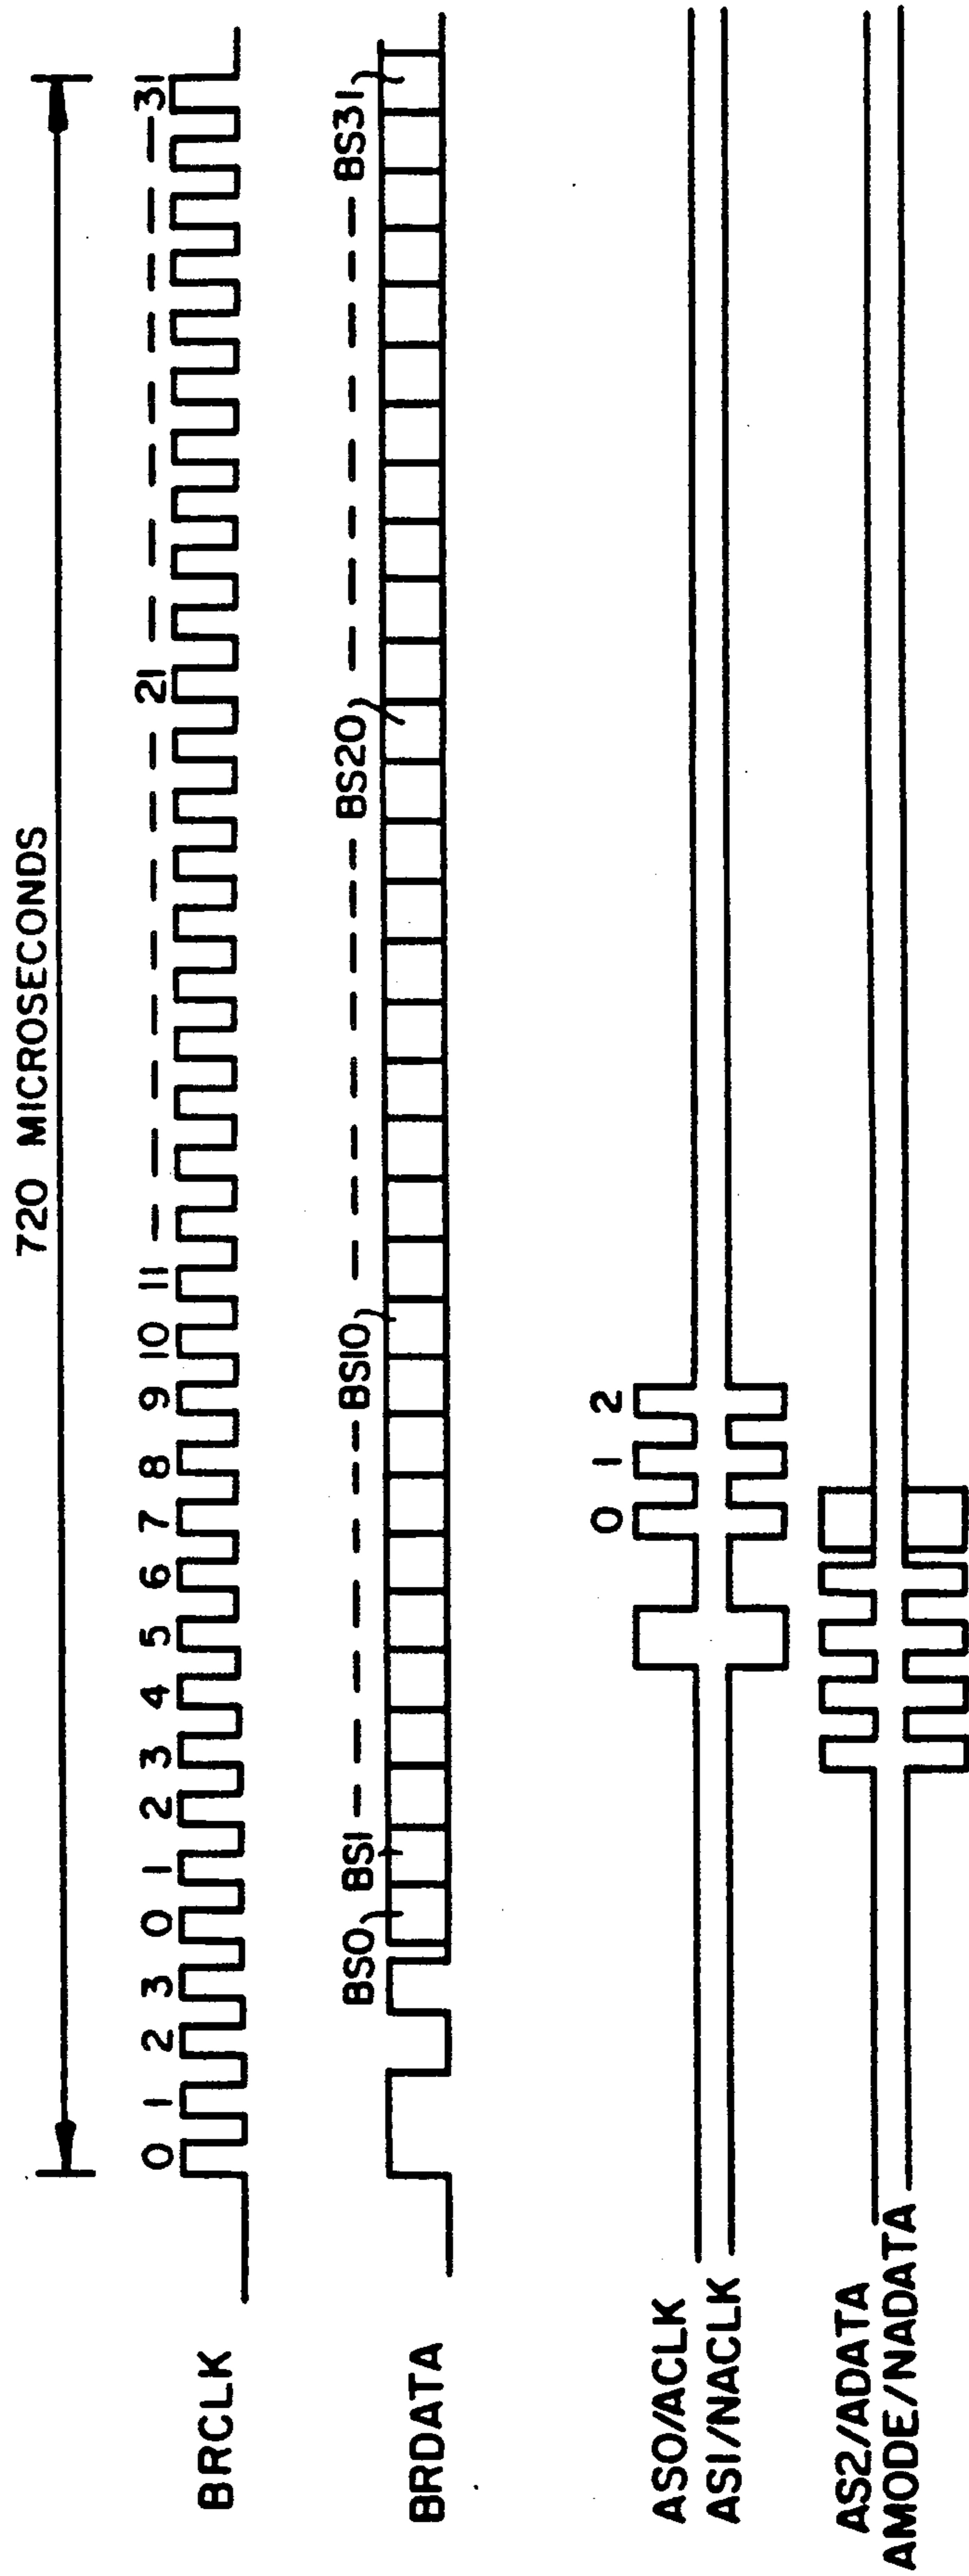 720 MICROSECONDS
0 1 2 3 0 1 2 3 4 5 6 7 8 9 10 11 — — — — — — 21 — — — — — — 31
BRCLK
BS0 BS1 — — — — — BS10 — — — — — — BS20 — — — — — — BS31
BRDATA
0 1 2
AS0/ACLK
AS1/NACLK
AS2/ADATA
AMODE/NADATA